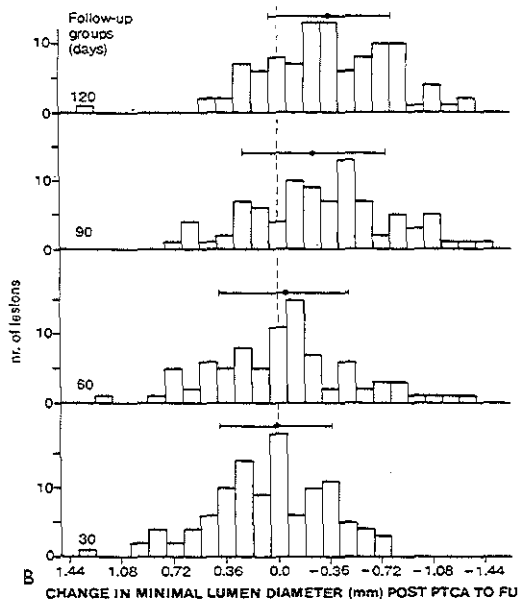 Follow-up
groups
(days)
10
0
120
10
0
90
nr. of lesions
10
0
60
10
0
30
B
1.44 1.08 0.72 0.36 0.0 -0.36 -0.72 -1.08 -1.44
CHANGE IN MINIMAL LUMEN DIAMETER (mm) POST PTCA TO FU